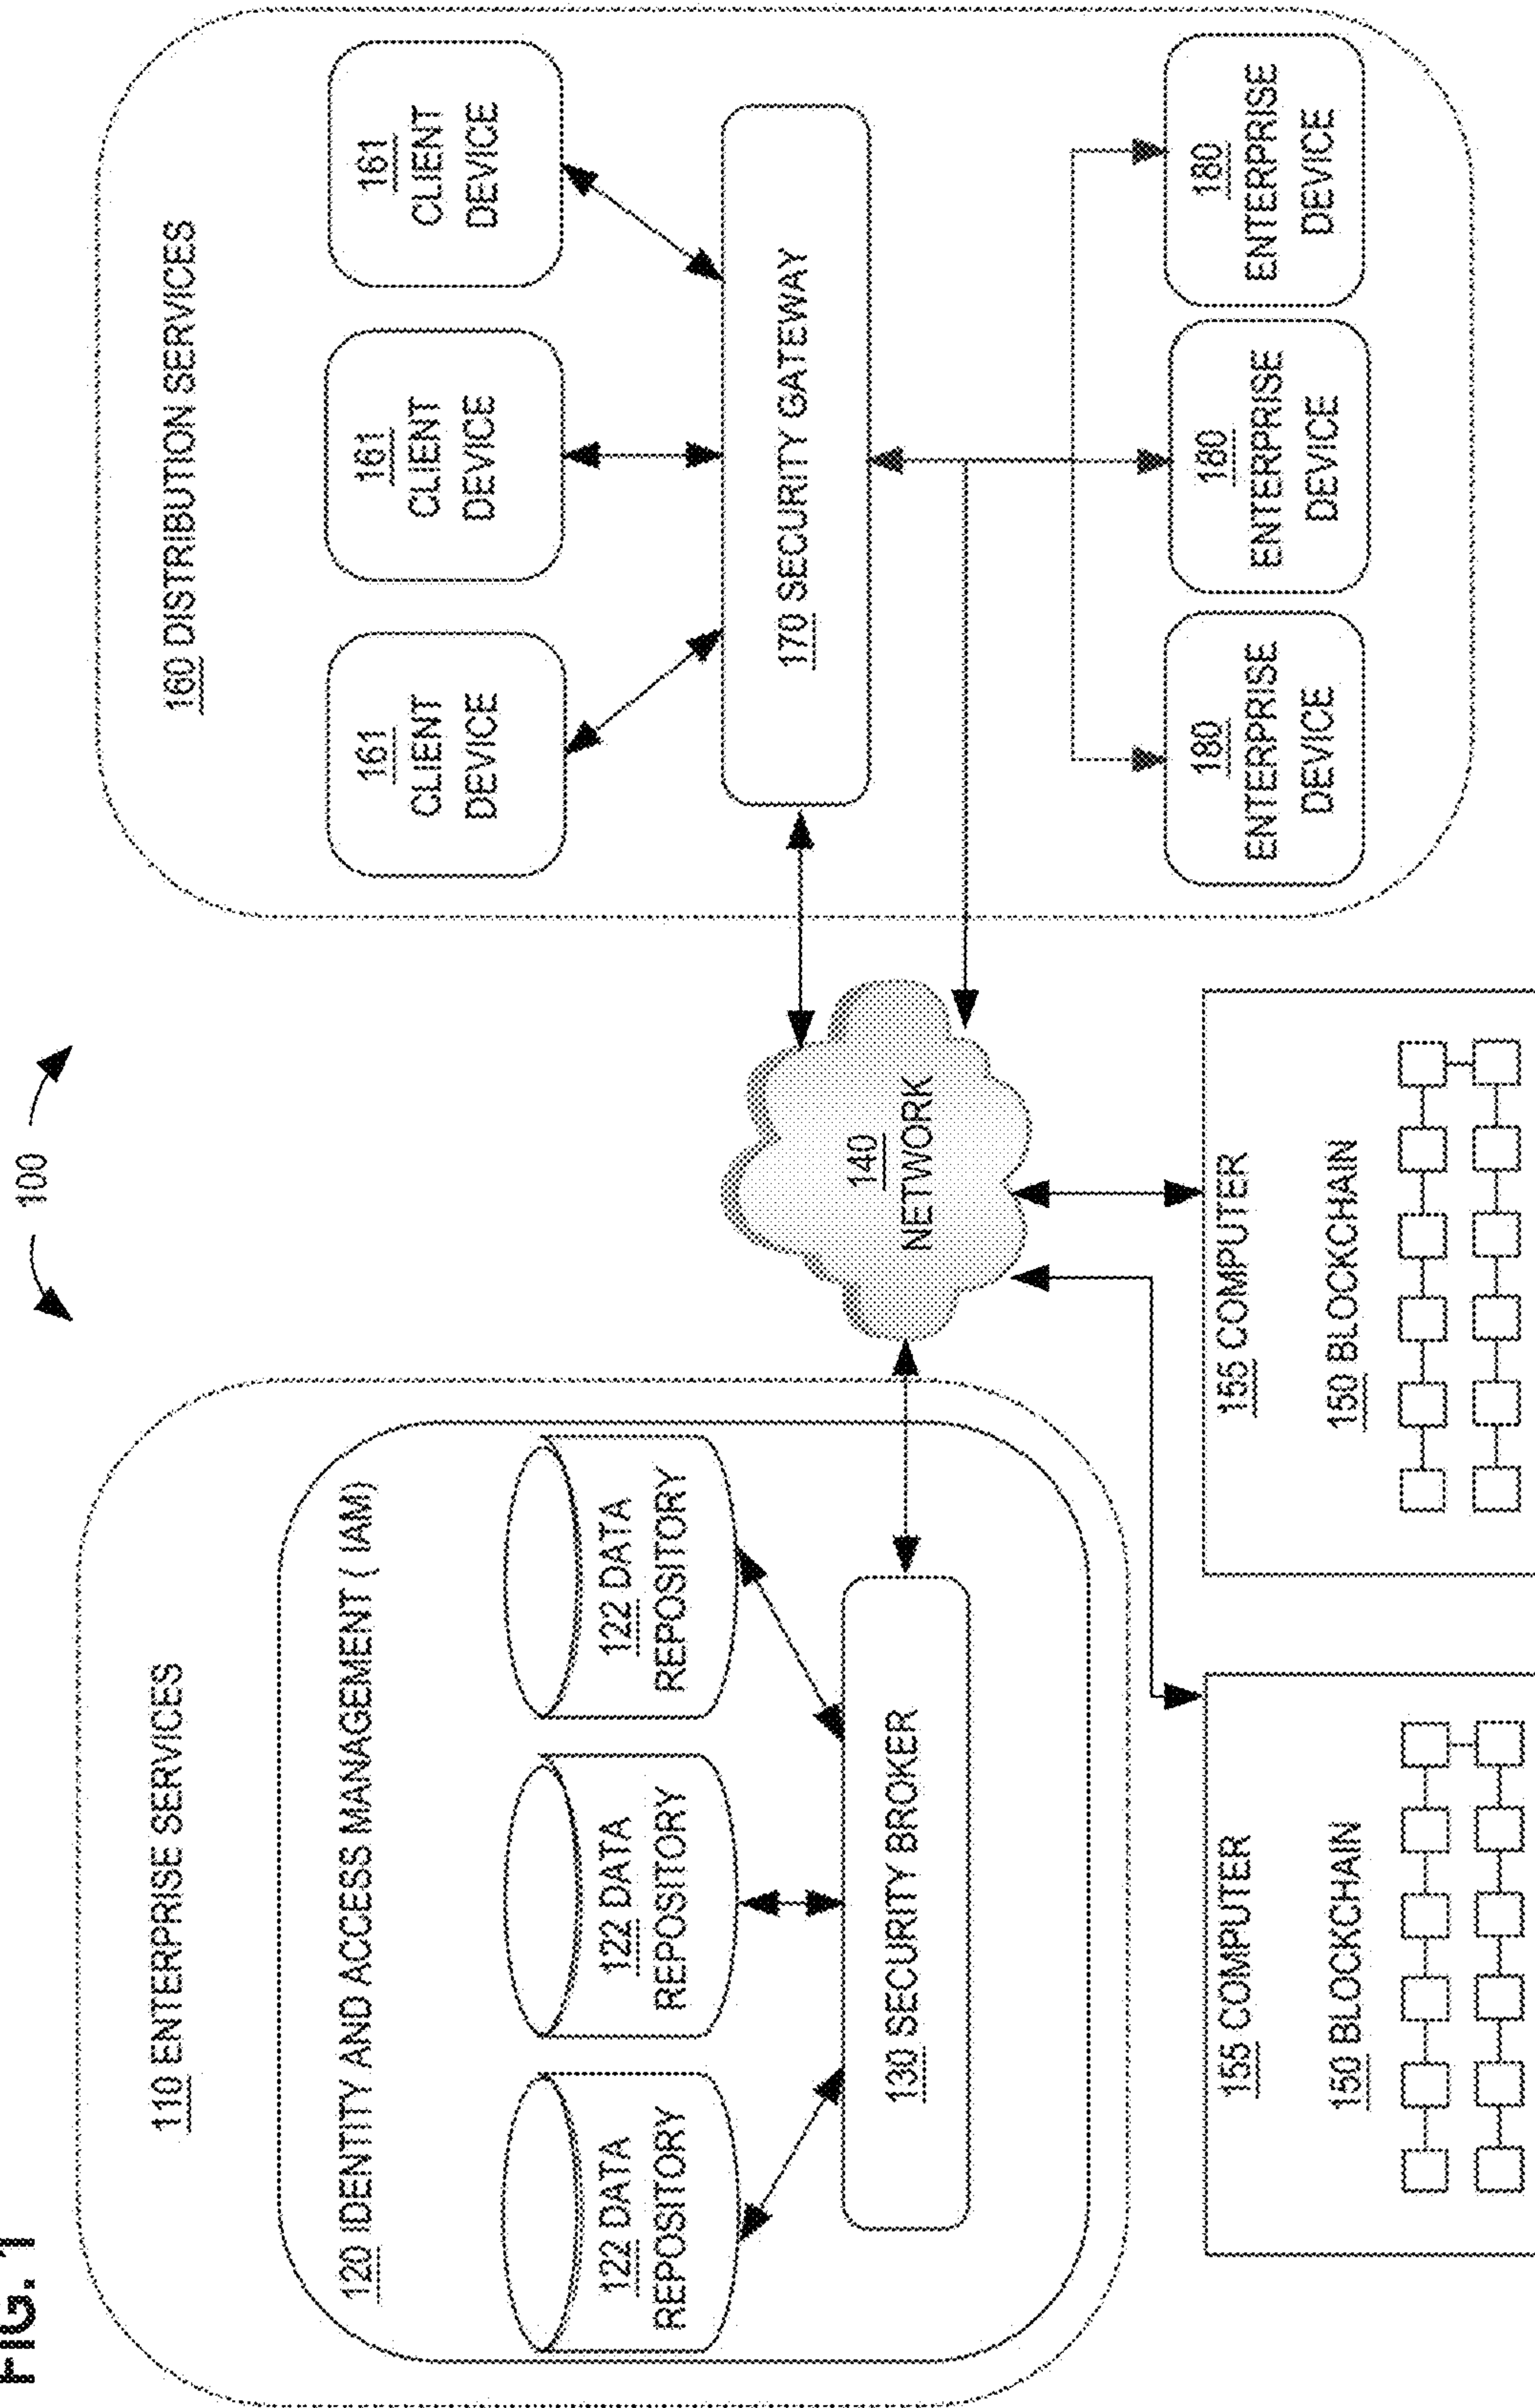 FIG. 1
100
110 ENTERPRISE SERVICES
120 IDENTITY AND ACCESS MANAGEMENT ( IAM)
122 DATA
REPOSITORY
122 DATA
REPOSITORY
122 DATA
REPOSITORY
130 SECURITY BROKER
140
NETWORK
160 DISTRIBUTION SERVICES
161
CLIENT
DEVICE
161
CLIENT
DEVICE
161
CLIENT
DEVICE
170 SECURITY GATEWAY
180
ENTERPRISE
DEVICE
180
ENTERPRISE
DEVICE
180
ENTERPRISE
DEVICE
155 COMPUTER
150 BLOCKCHAIN
155 COMPUTER
150 BLOCKCHAIN